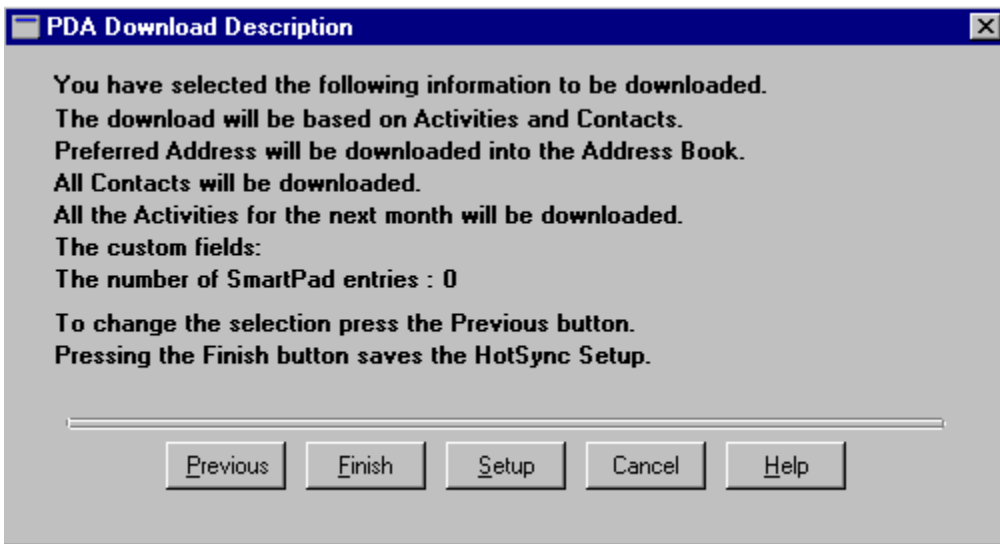 PDA Download Description
You have selected the following information to be downloaded.
The download will be based on Activities and Contacts.
Preferred Address will be downloaded into the Address Book.
All Contacts will be downloaded.
All the Activities for the next month will be downloaded.
The custom fields:
The number of SmartPad entries : 0
To change the selection press the Previous button.
Pressing the Finish button saves the HotSync Setup.
Previous Finish Setup Cancel Help